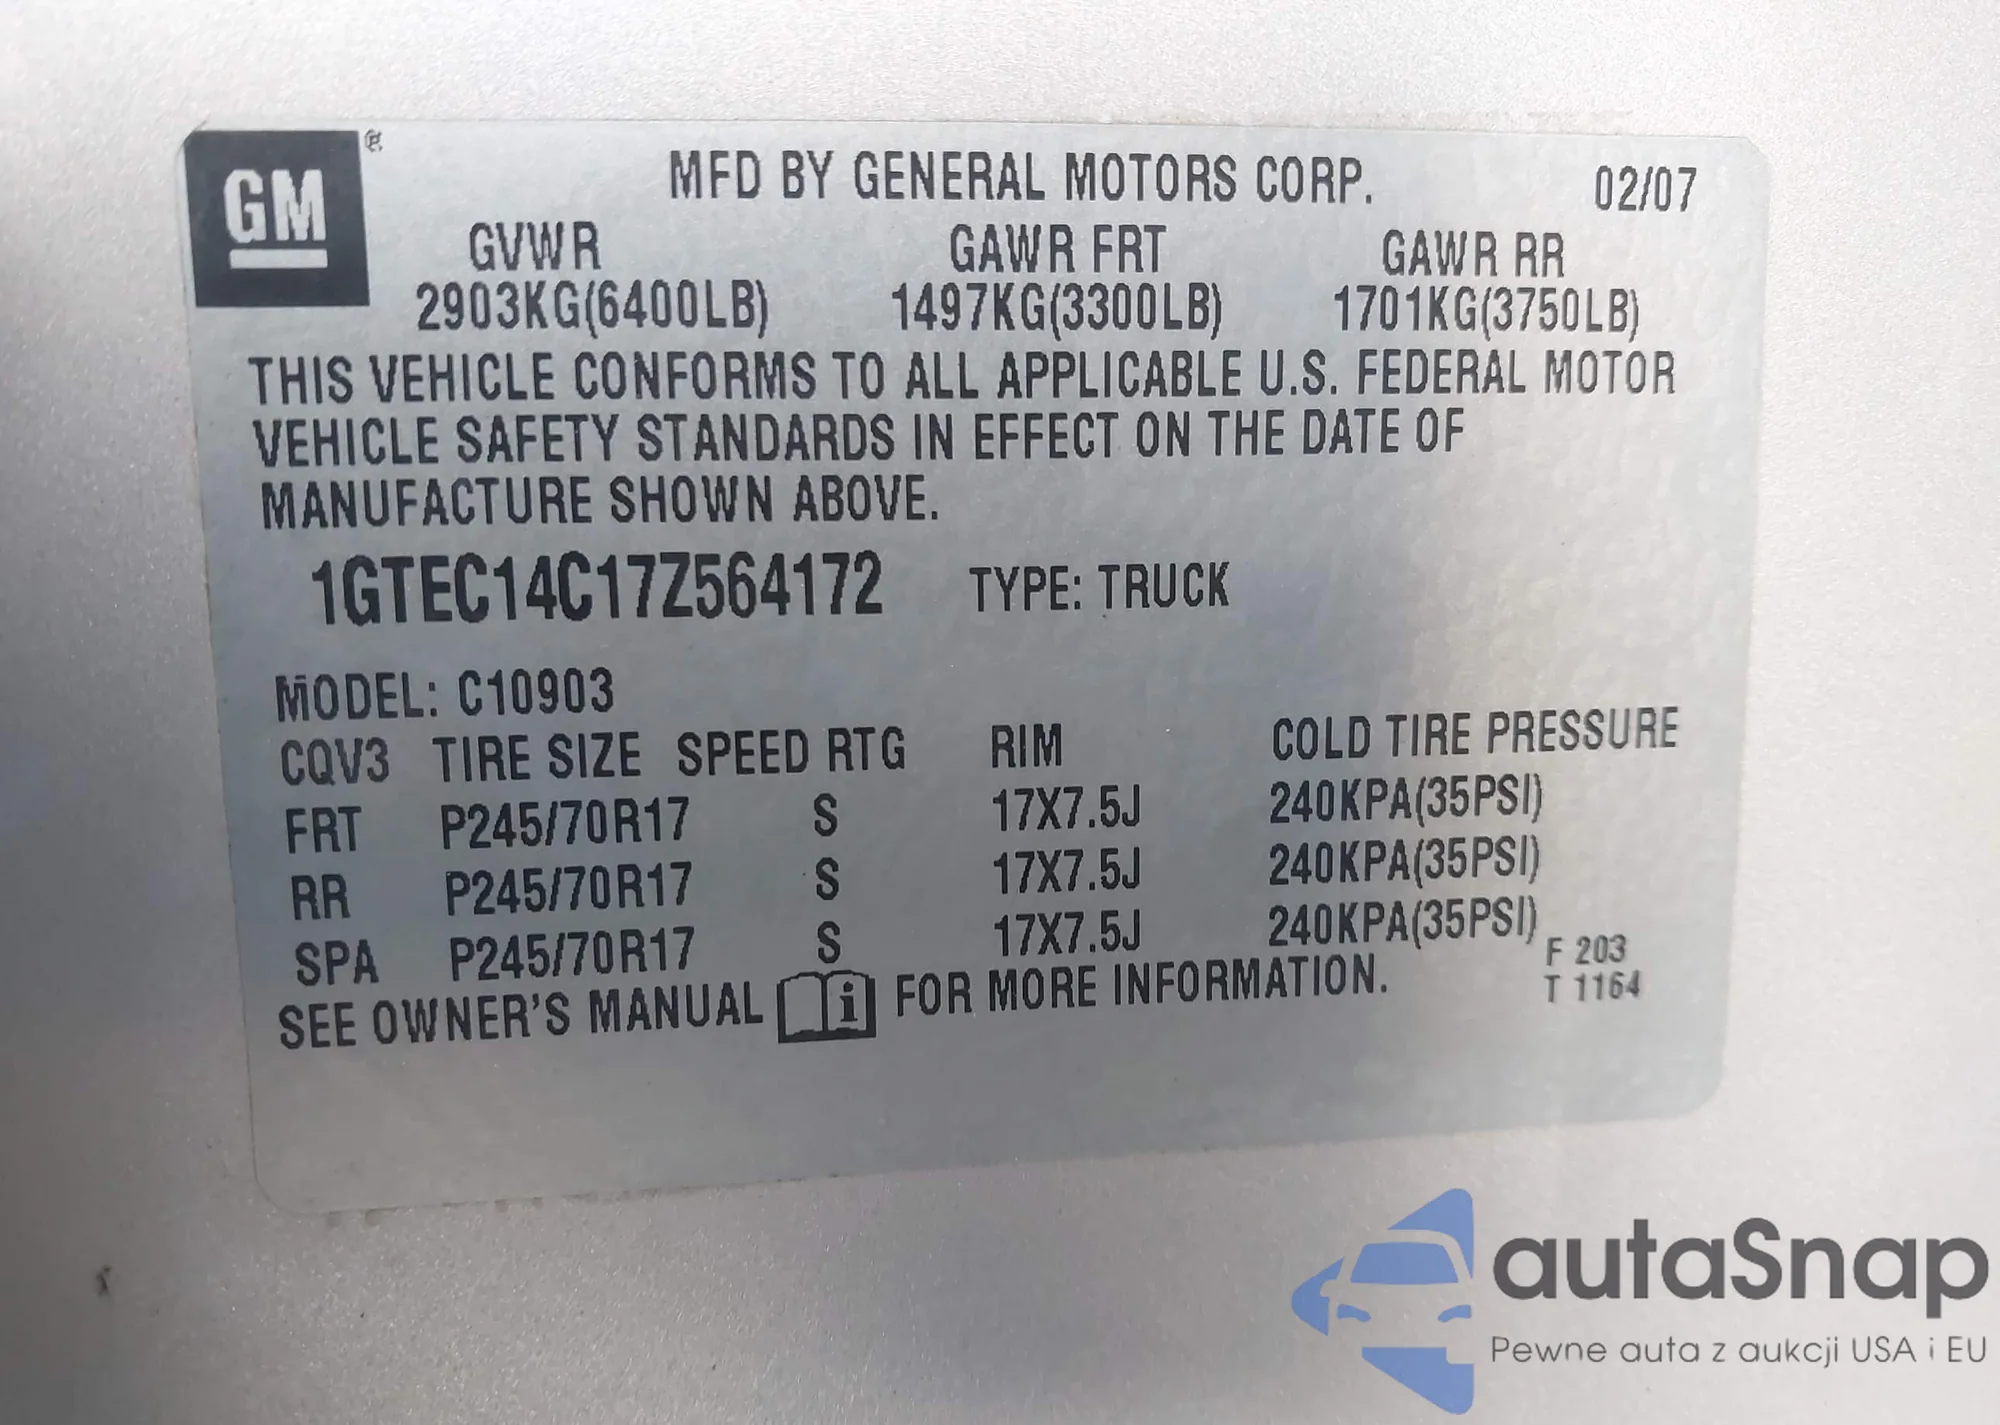 GM ®
MFD BY GENERAL MOTORS CORP. 02/07
GVWR GAWR FRT GAWR RR
2903KG(6400LB) 1497KG(3300LB) 1701KG(3750LB)
THIS VEHICLE CONFORMS TO ALL APPLICABLE U.S. FEDERAL MOTOR
VEHICLE SAFETY STANDARDS IN EFFECT ON THE DATE OF
MANUFACTURE SHOWN ABOVE.
1GTEC14C17Z564172 TYPE: TRUCK
MODEL: C10903
CQV3 TIRE SIZE SPEED RTG RIM COLD TIRE PRESSURE
FRT P245/70R17 S 17X7.5J 240KPA(35PSI)
RR P245/70R17 S 17X7.5J 240KPA(35PSI)
SPA P245/70R17 S 17X7.5J 240KPA(35PSI)
F 203
T 1164
SEE OWNER'S MANUAL i FOR MORE INFORMATION.
autaSnap
Pewne auta z aukcji USA i EU